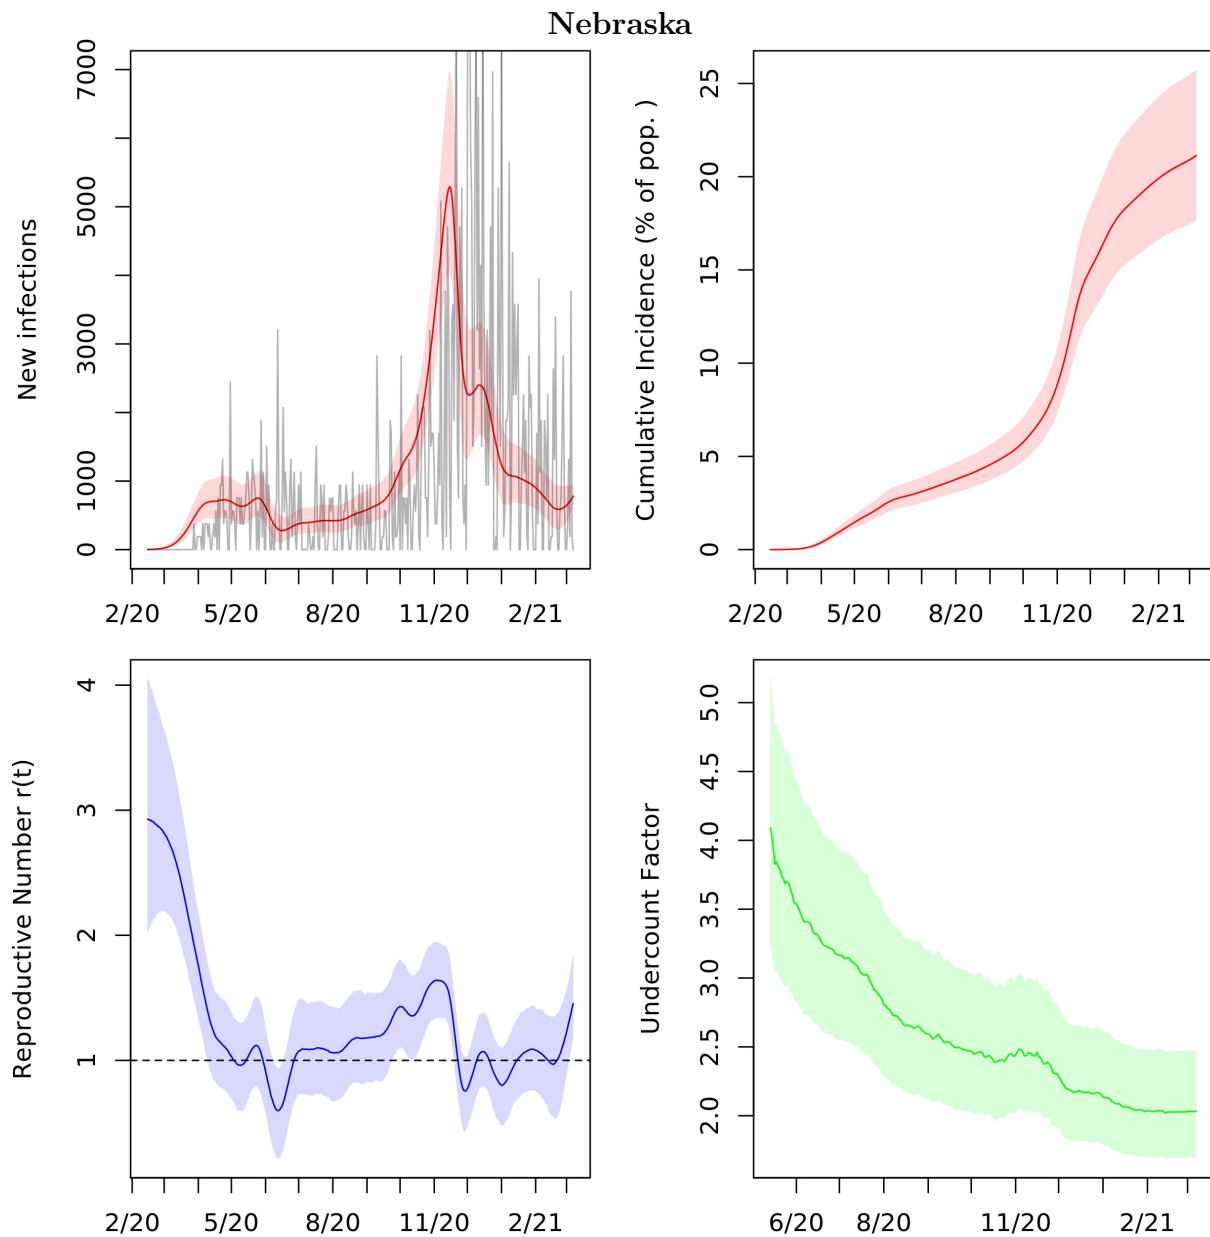 Nebraska
New infections
7000
5000
3000
1000
0
2/20 5/20 8/20 11/20 2/21
Cumulative Incidence (% of pop. )
25
20
15
10
5
0
2/20 5/20 8/20 11/20 2/21
Reproductive Number r(t)
4
3
2
1
2/20 5/20 8/20 11/20 2/21
Undercount Factor
5.0
4.5
4.0
3.5
3.0
2.5
2.0
6/20 8/20 11/20 2/21